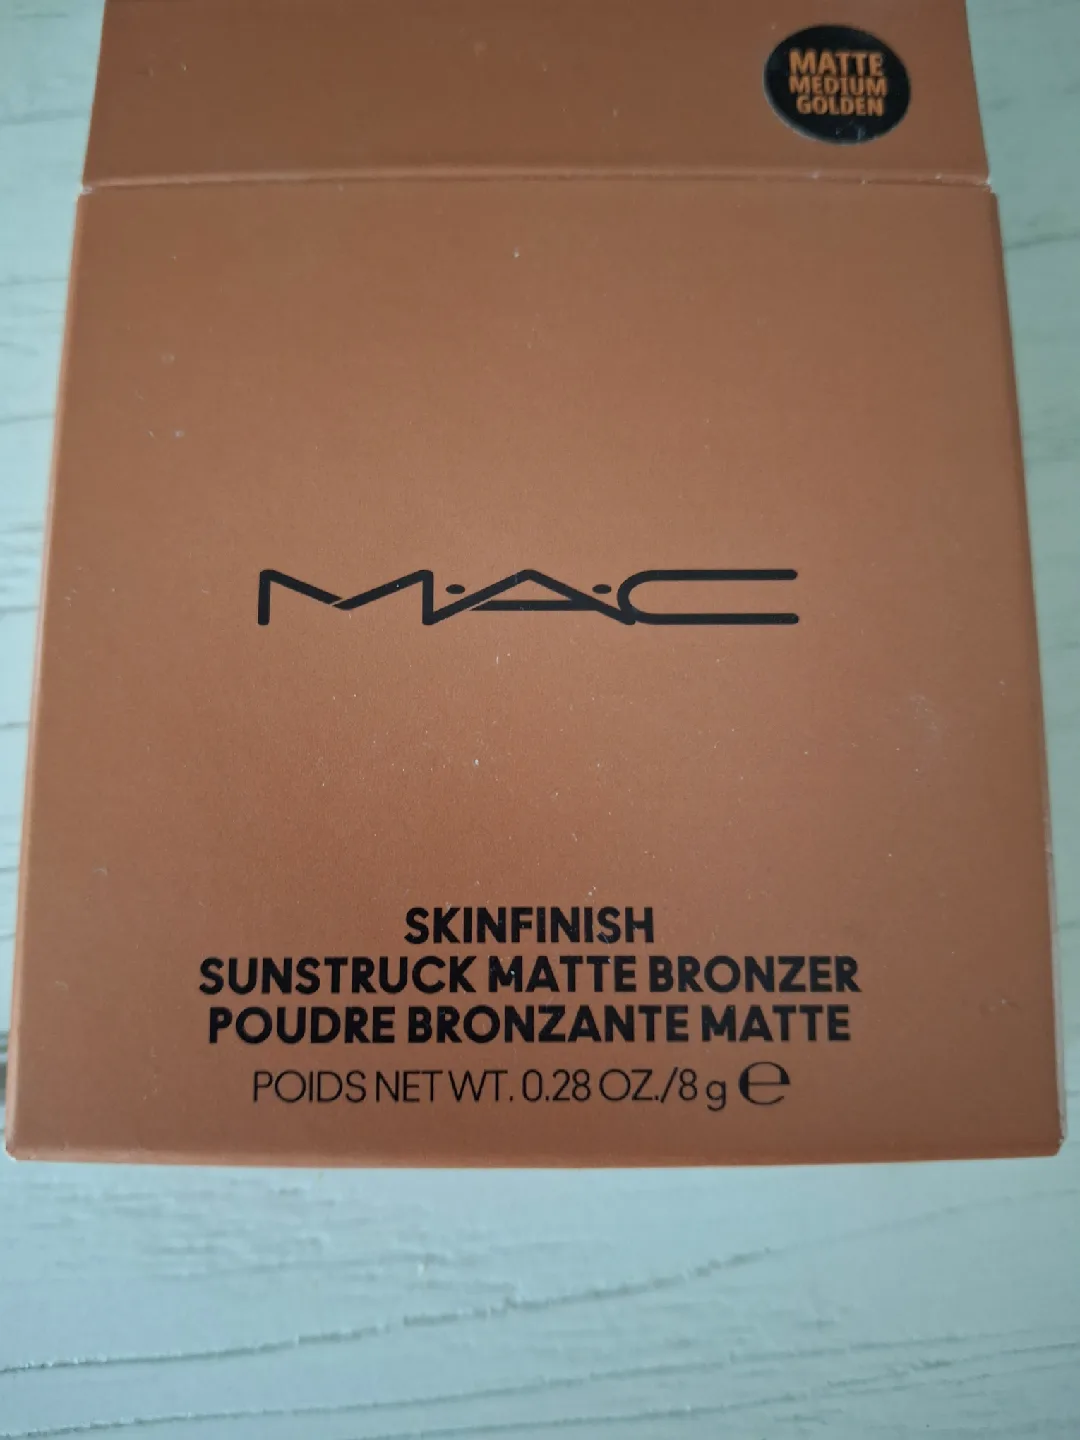 MATTE
MEDIUM
GOLDEN
M·A·C
SKINFINISH
SUNSTRUCK MATTE BRONZER
POUDRE BRONZANTE MATTE
POIDS NET WT. 0.28 OZ./8 g ℮